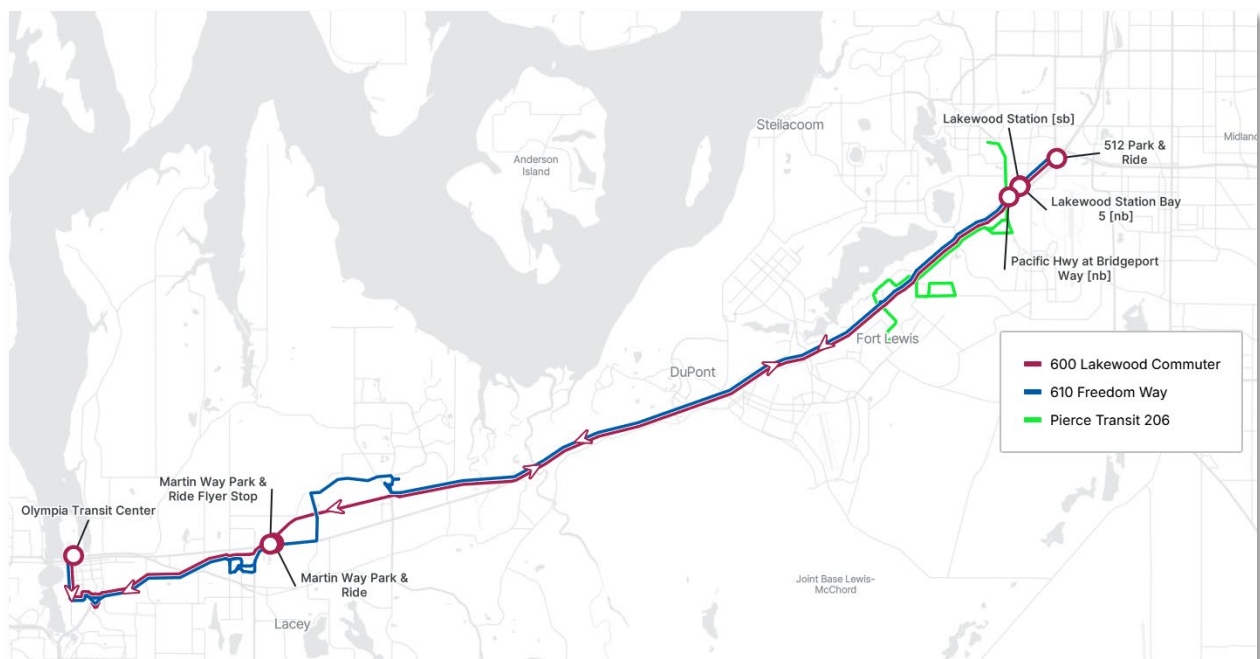 Steilacoom
Lakewood Station [sb]
Midland
512 Park &
Ride
Anderson
Island
Lakewood Station Bay
5 [nb]
Pacific Hwy at Bridgeport
Way [nb]
Fort Lewis
DuPont
600 Lakewood Commuter
610 Freedom Way
Pierce Transit 206
Martin Way Park &
Ride Flyer Stop
Olympia Transit Center
Martin Way Park &
Ride
Joint Base Lewis-
McChord
Lacey